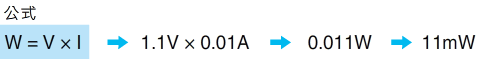 公式
W = V × I → 1.1V × 0.01A → 0.011W → 11mW